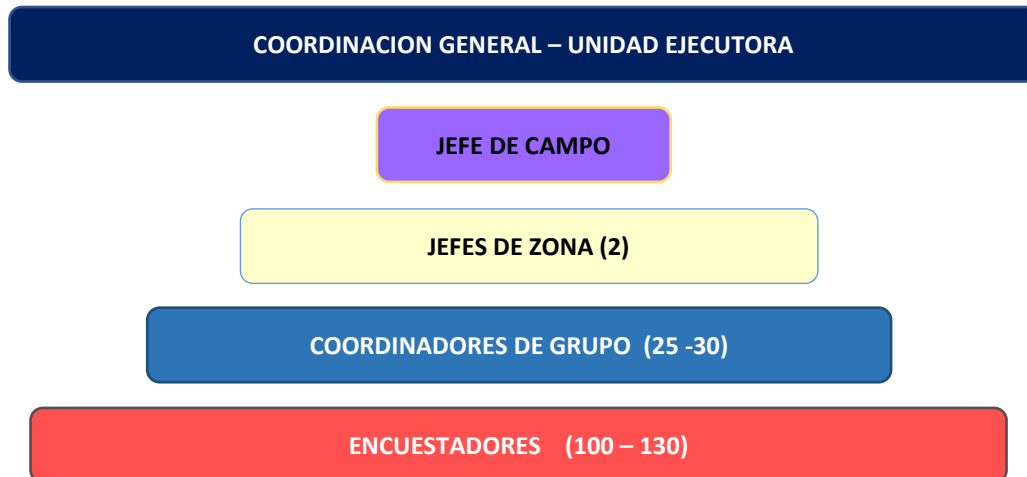 COORDINACION GENERAL – UNIDAD EJECUTORA
JEFE DE CAMPO
JEFES DE ZONA (2)
COORDINADORES DE GRUPO (25 -30)
ENCUESTADORES (100 – 130)